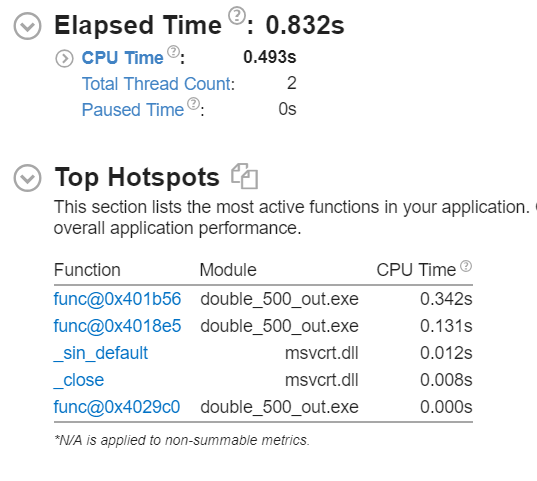 Elapsed Time ?: 0.832s
CPU Time ?: 0.493s
Total Thread Count: 2
Paused Time ?: 0s
Top Hotspots
This section lists the most active functions in your application.
overall application performance.
Function Module CPU Time ?
func@0x401b56 double_500_out.exe 0.342s
func@0x4018e5 double_500_out.exe 0.131s
_sin_default msvcrt.dll 0.012s
_close msvcrt.dll 0.008s
func@0x4029c0 double_500_out.exe 0.000s
*N/A is applied to non-summable metrics.